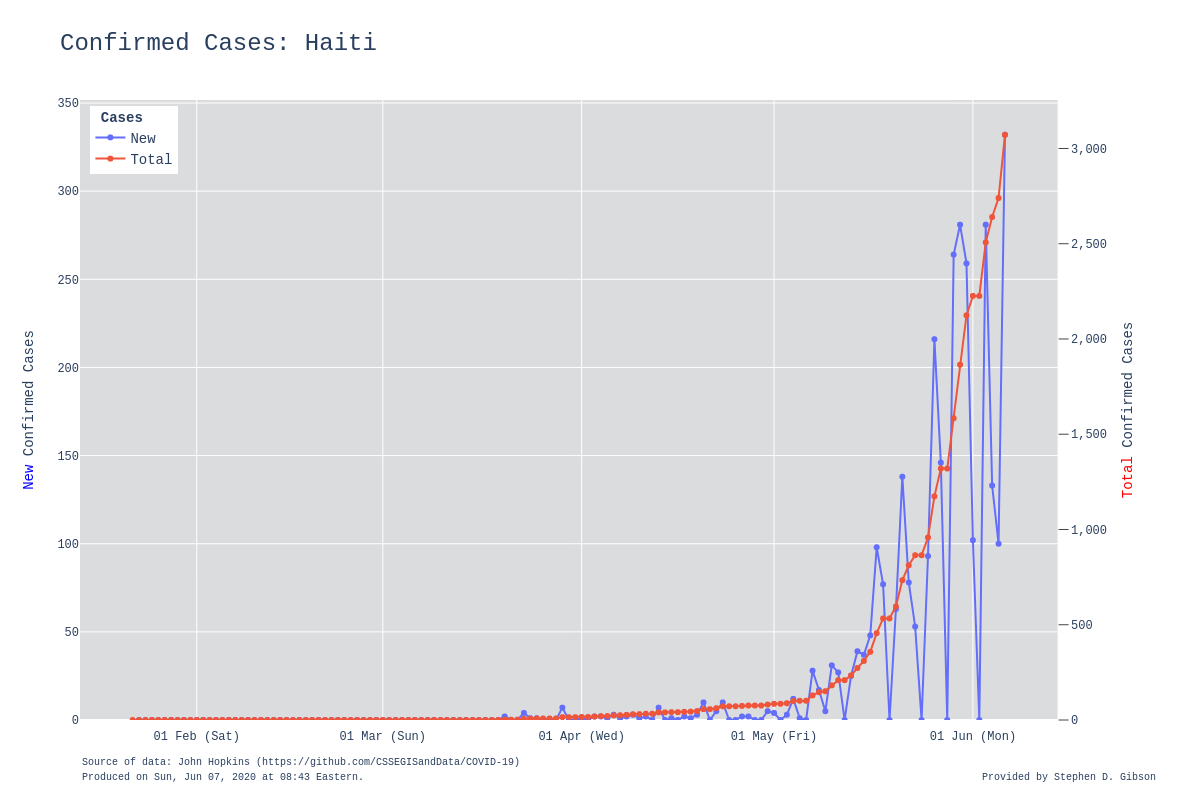 Confirmed Cases: Haiti
Cases
New
Total
350
300
250
200
150
100
50
0
3,000
2,500
2,000
1,500
1,000
500
0
New Confirmed Cases
Total Confirmed Cases
01 Feb (Sat)
01 Mar (Sun)
01 Apr (Wed)
01 May (Fri)
01 Jun (Mon)
Source of data: John Hopkins (https://github.com/CSSEGISandData/COVID-19)
Produced on Sun, Jun 07, 2020 at 08:43 Eastern.
Provided by Stephen D. Gibson